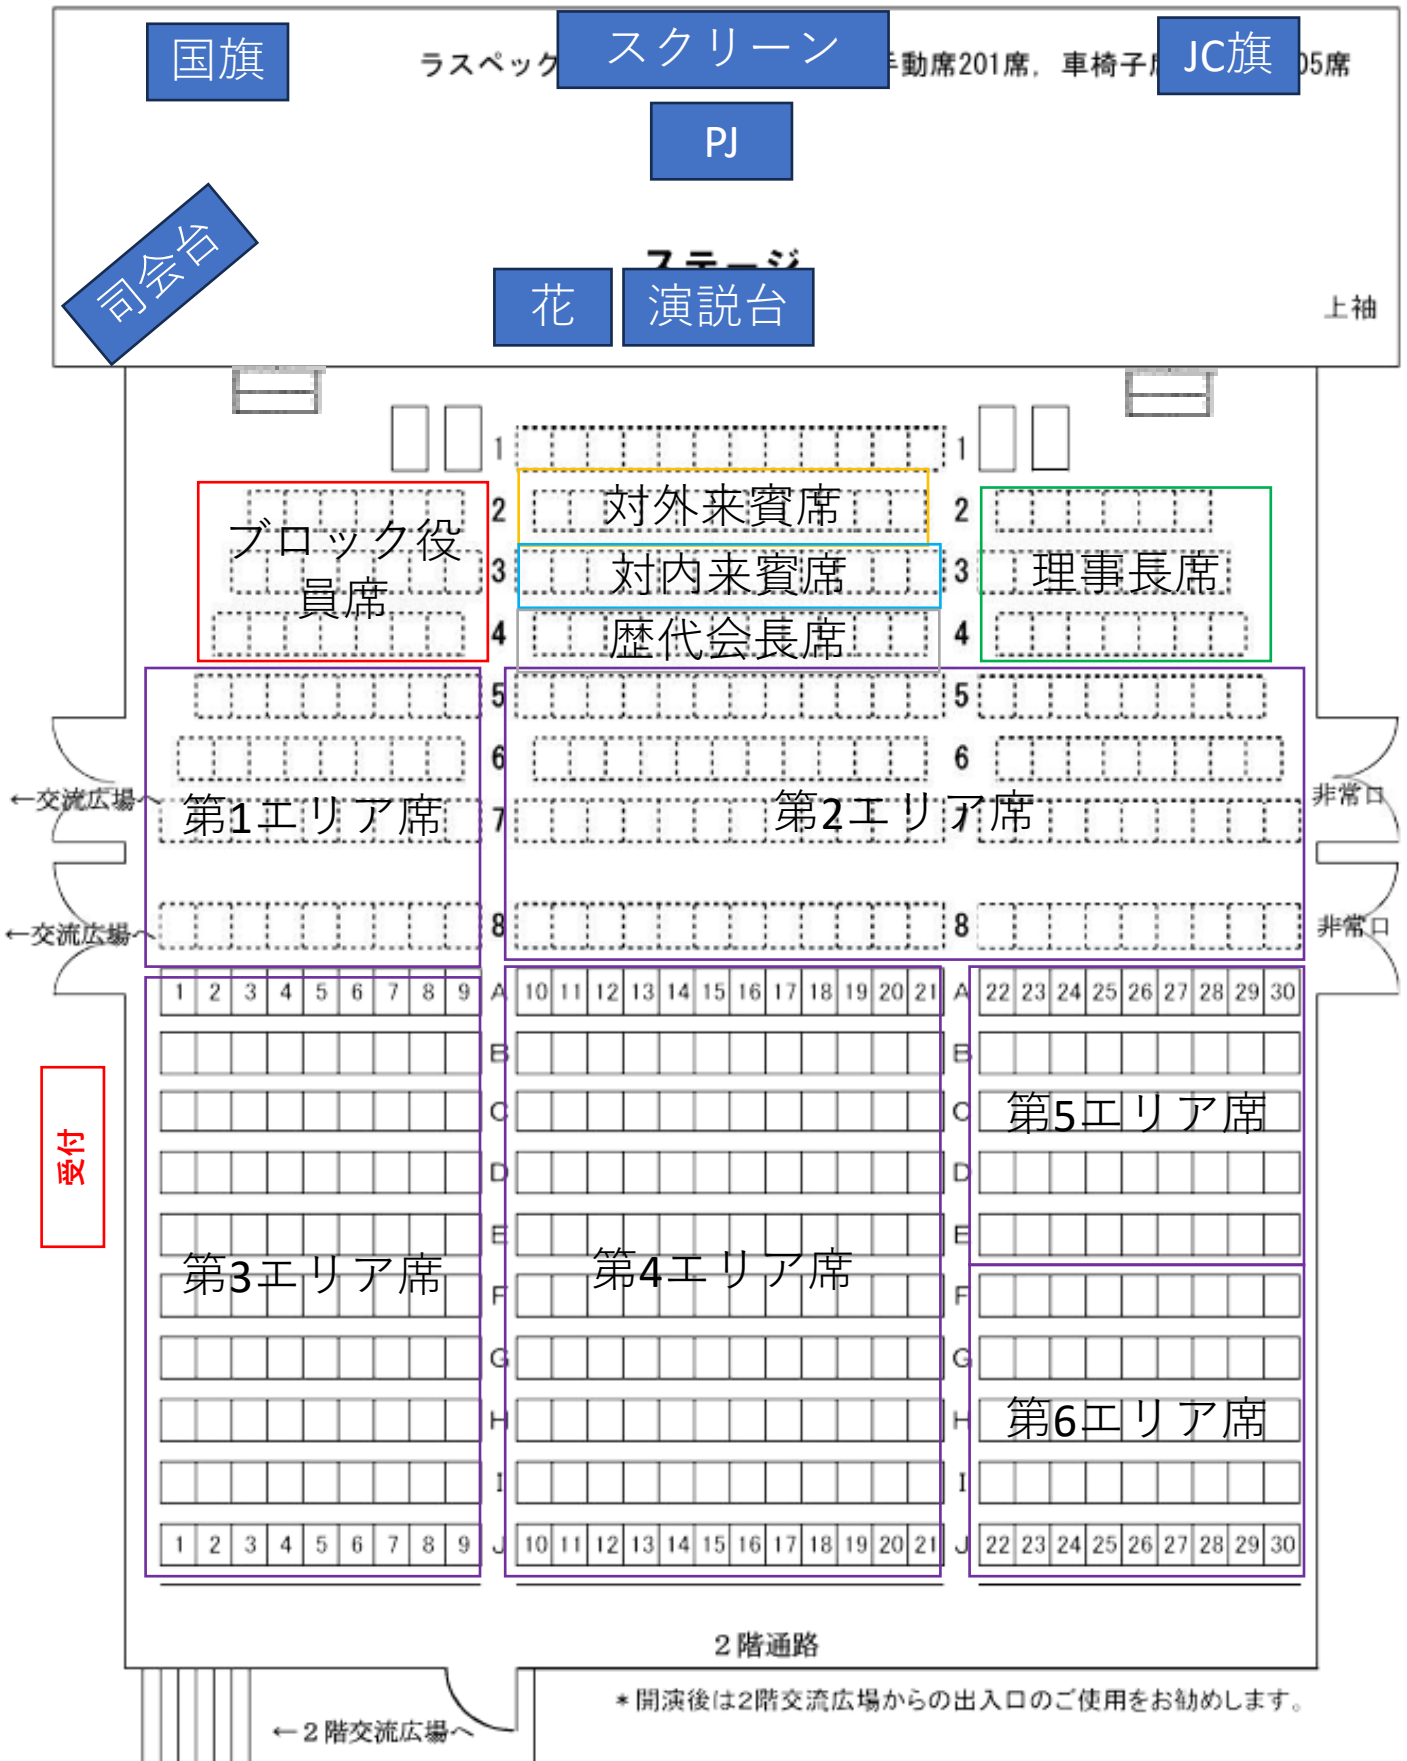 国旗
スクリーン
JC旗
ラスペック
手動席201席, 車椅子
05席
PJ
司会台
ステージ
花
演説台
上袖
1 1
2 対外来賓席 2
ブロック役
員席
3 対内来賓席 3 理事長席
4 歴代会長席 4
5 5
6 6
←交流広場へ 第1エリア席 7 第2エリア席 7 非常口
←交流広場へ 8 8 非常口
1 2 3 4 5 6 7 8 9 A 10 11 12 13 14 15 16 17 18 19 20 21 A 22 23 24 25 26 27 28 29 30
B B
C C 第5エリア席
受付
D D
E E
第3エリア席 第4エリア席
F F
G G
H H 第6エリア席
I I
1 2 3 4 5 6 7 8 9 J 10 11 12 13 14 15 16 17 18 19 20 21 J 22 23 24 25 26 27 28 29 30
2階通路
*開演後は2階交流広場からの出入口のご使用をお勧めします。
←2階交流広場へ